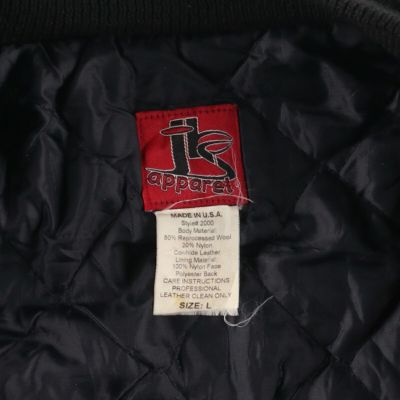 apparel
MADE IN U.S.A.
Style# 2000
Body Material:
80% Reprocessed Wool
20% Nylon
Cowhide Leather
Lining Material:
100% Nylon Face
Polyester Back
CARE INSTRUCTIONS
PROFESSIONAL
LEATHER CLEAN ONLY
SIZE: L